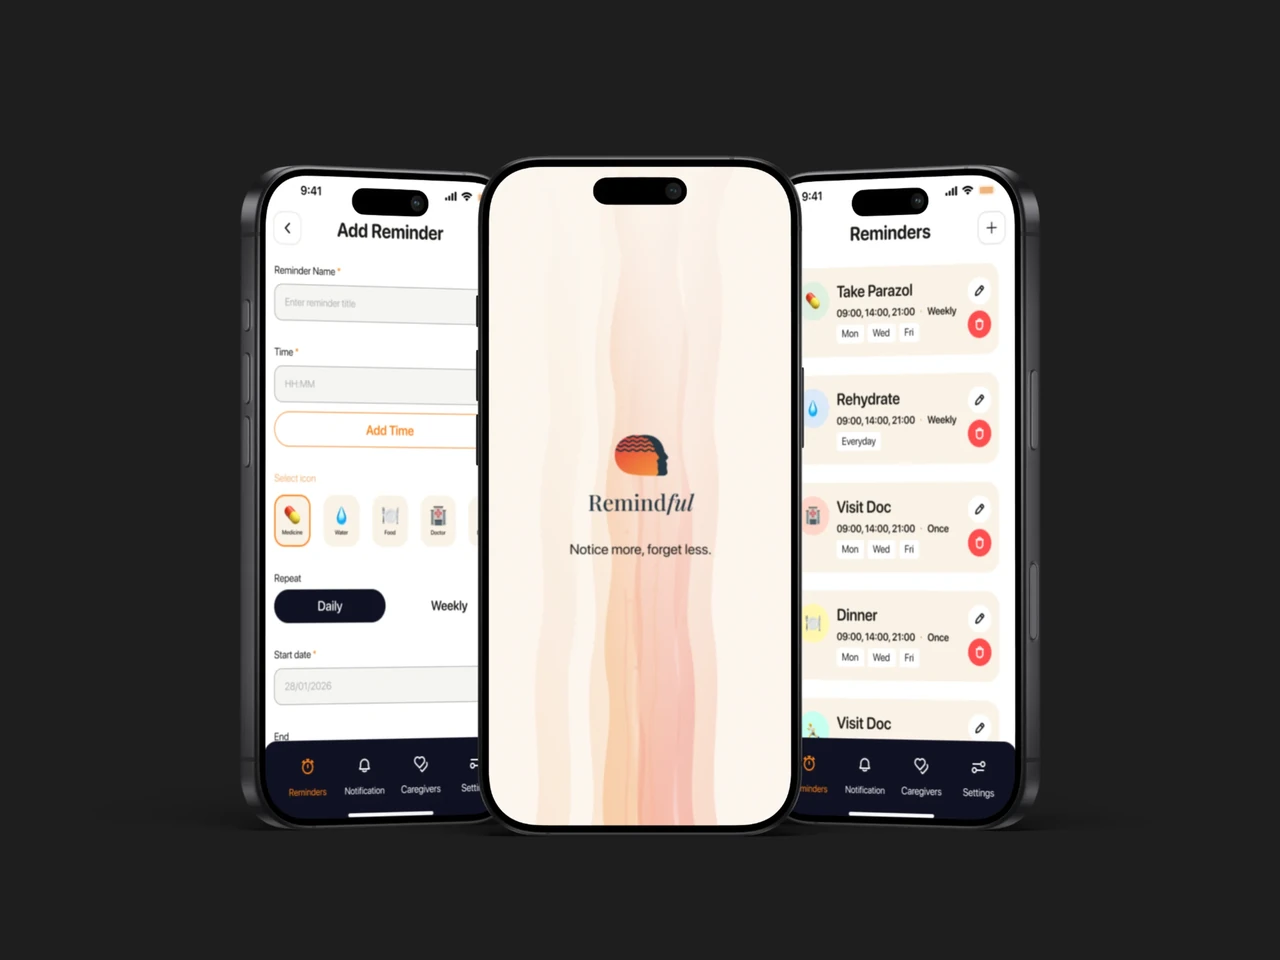 9:41
Add Reminder
Reminder Name *
Enter reminder title
Time *
HH:MM
Add Time
Select icon
Medicine
Water
Food
Doctor
Repeat
Daily
Weekly
Start date *
28/01/2026
End
Reminders
Notification
Caregivers
Remindful
Notice more, forget less.
9:41
Reminders
Take Parazol
09:00, 14:00, 21:00 · Weekly
Mon Wed Fri
Rehydrate
09:00, 14:00, 21:00 · Weekly
Everyday
Visit Doc
09:00, 14:00, 21:00 · Once
Mon Wed Fri
Dinner
09:00, 14:00, 21:00 · Once
Mon Wed Fri
Visit Doc
Notification
Caregivers
Settings